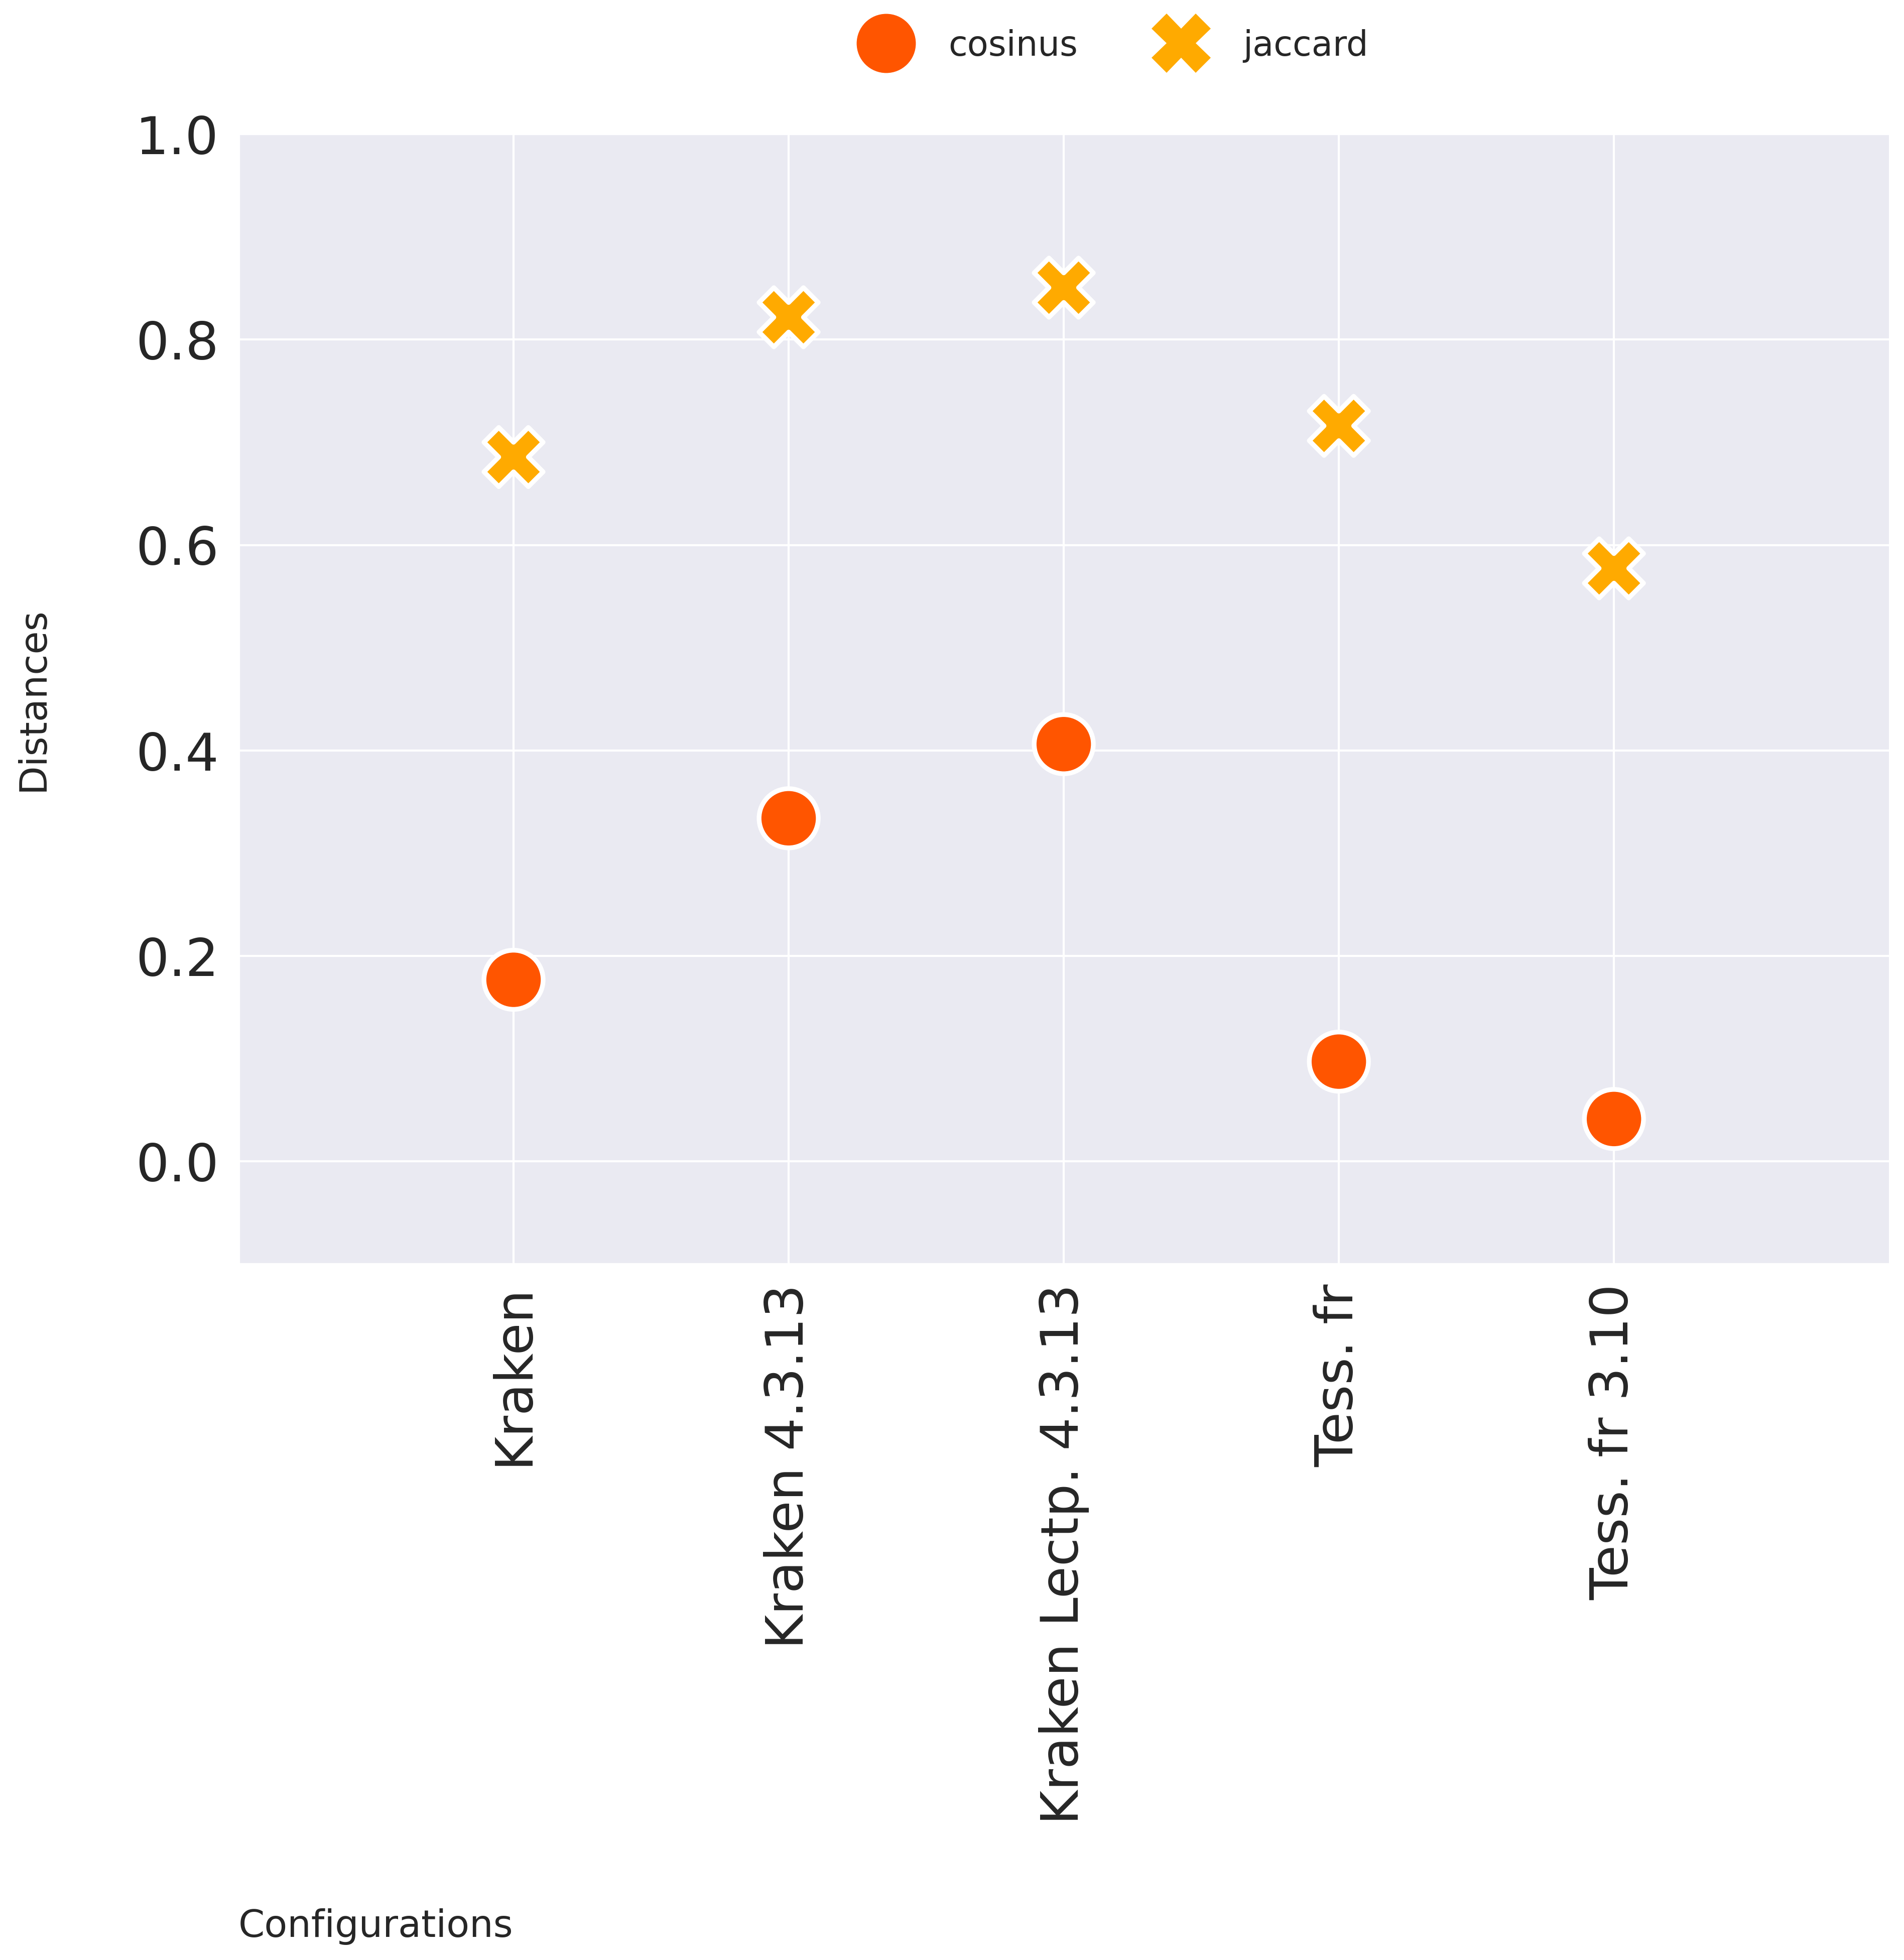 cosinus jaccard
1.0
0.8
0.6
0.4
0.2
0.0
Distances
Kraken
Kraken 4.3.13
Kraken Lectp. 4.3.13
Tess. fr
Tess. fr 3.10
Configurations